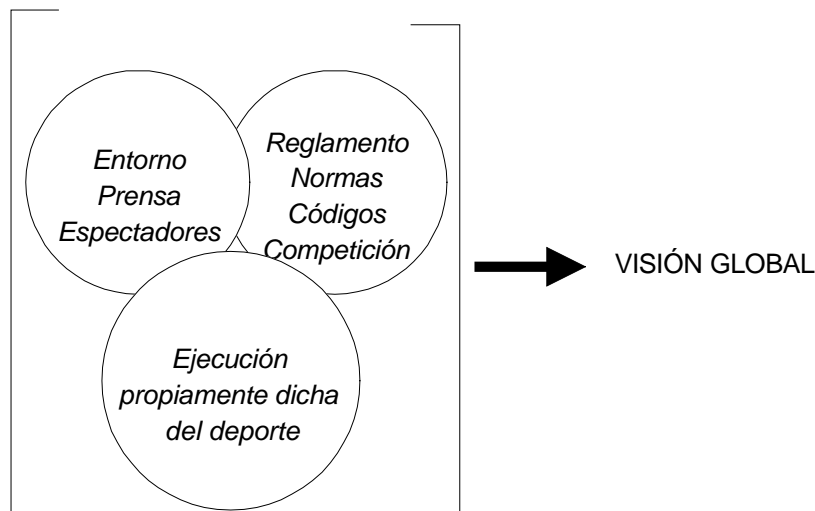 Entorno
Prensa
Espectadores
Reglamento
Normas
Códigos
Competición
Ejecución
propiamente dicha
del deporte
VISIÓN GLOBAL